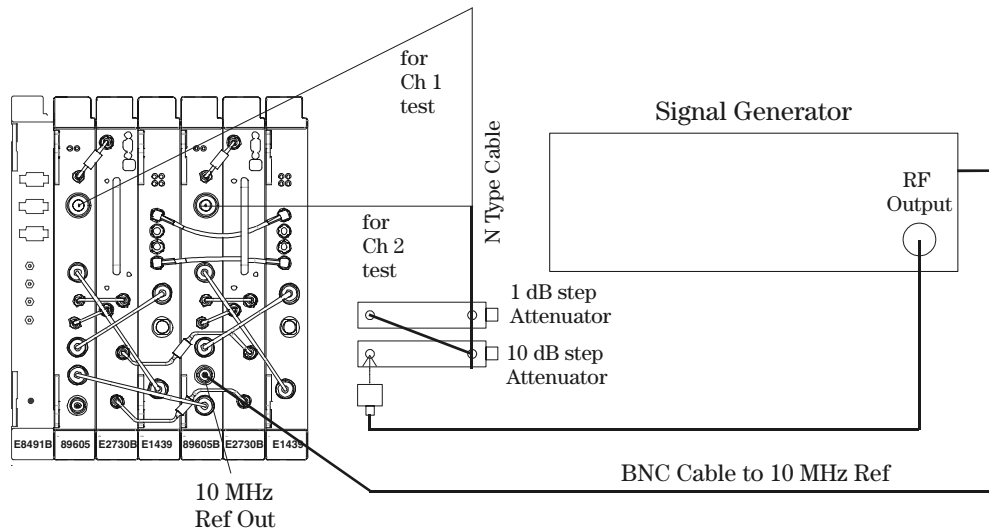 for
Ch 1
test
Signal Generator
N Type Cable
RF
Output
for
Ch 2
test
1 dB step
Attenuator
10 dB step
Attenuator
E8491B
89605
E2730B
E1439
89605B
E2730B
E1439
BNC Cable to 10 MHz Ref
10 MHz
Ref Out